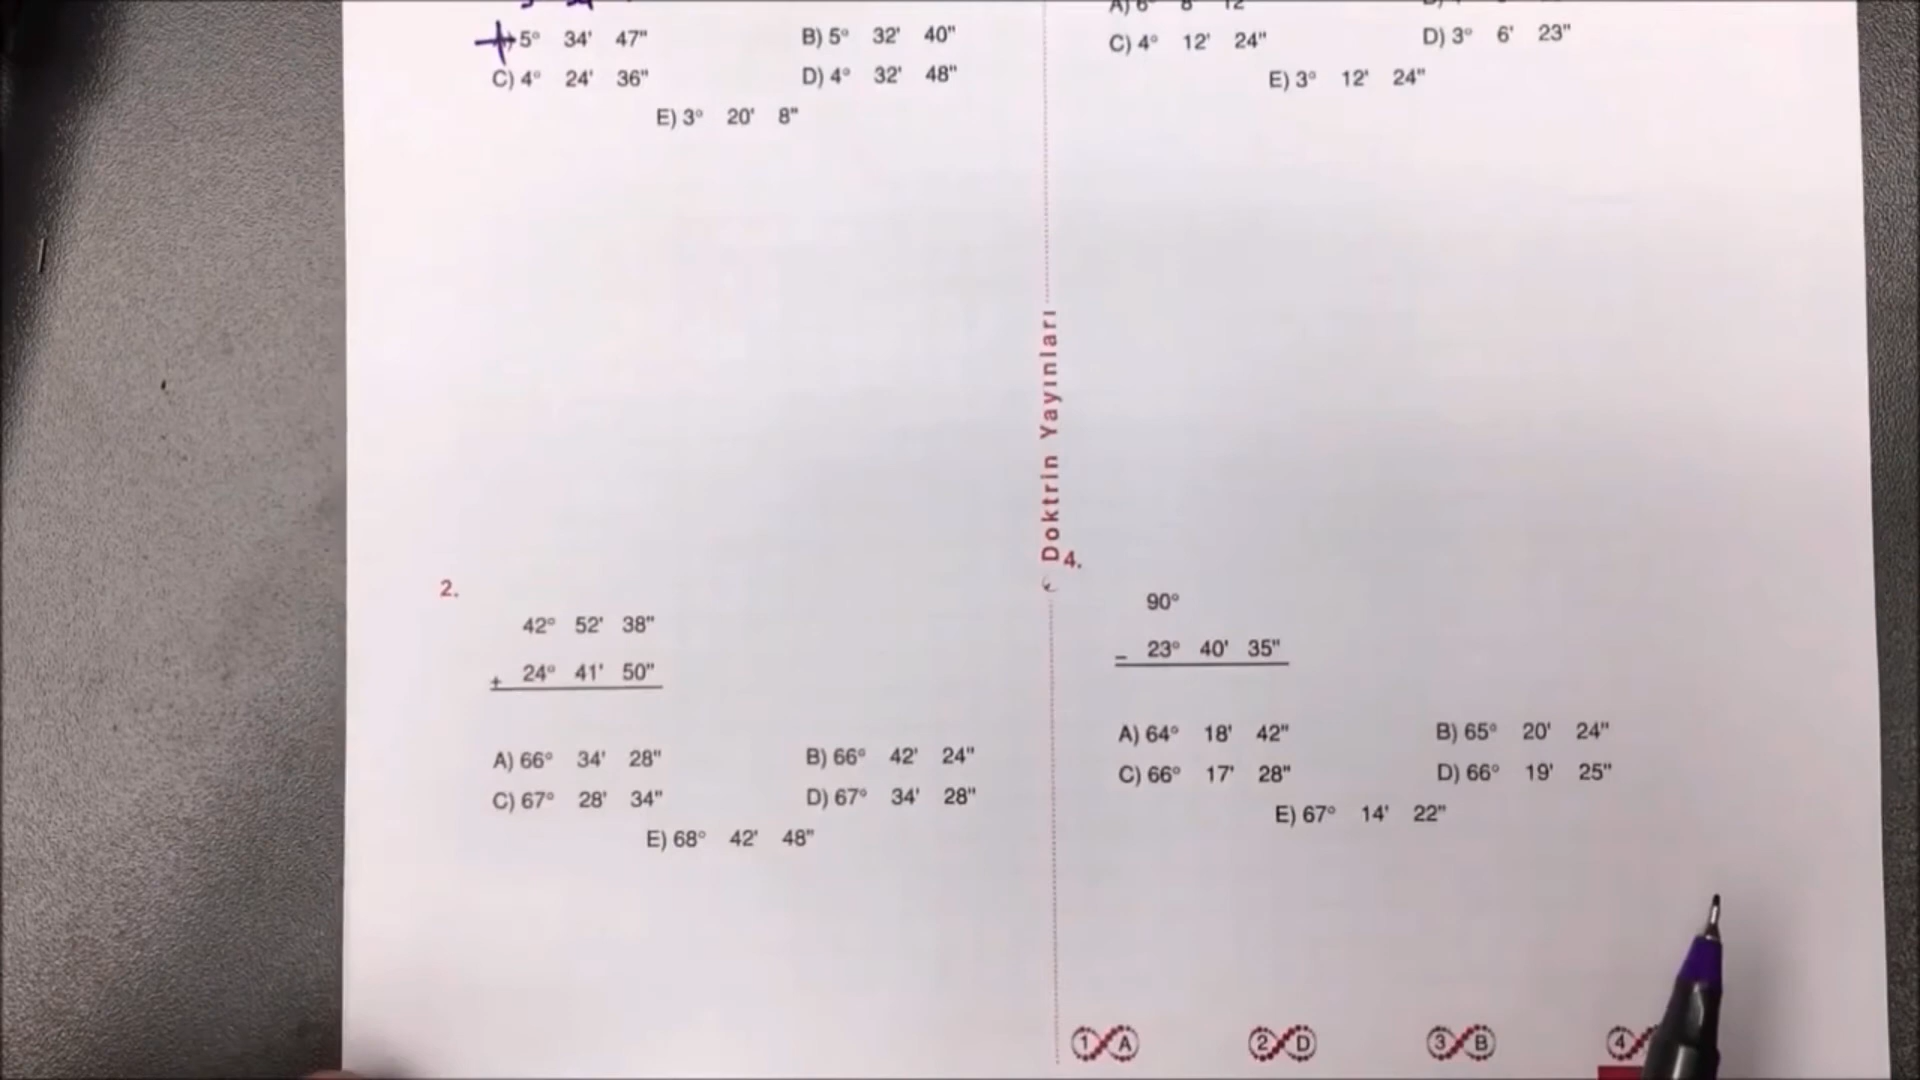 5° 34' 47" B) 5° 32' 40"
C) 4° 24' 36" D) 4° 32' 48"
E) 3° 20' 8"
2.
42° 52' 38"
+ 24° 41' 50"
A) 66° 34' 28" B) 66° 42' 24"
C) 67° 28' 34" D) 67° 34' 28"
E) 68° 42' 48"
Doktrin Yayınları
A) 6° 8' 12"
C) 4° 12' 24" D) 3° 6' 23"
E) 3° 12' 24"
4.
90°
− 23° 40' 35"
A) 64° 18' 42" B) 65° 20' 24"
C) 66° 17' 28" D) 66° 19' 25"
E) 67° 14' 22"
1 A 2 D 3 B 4